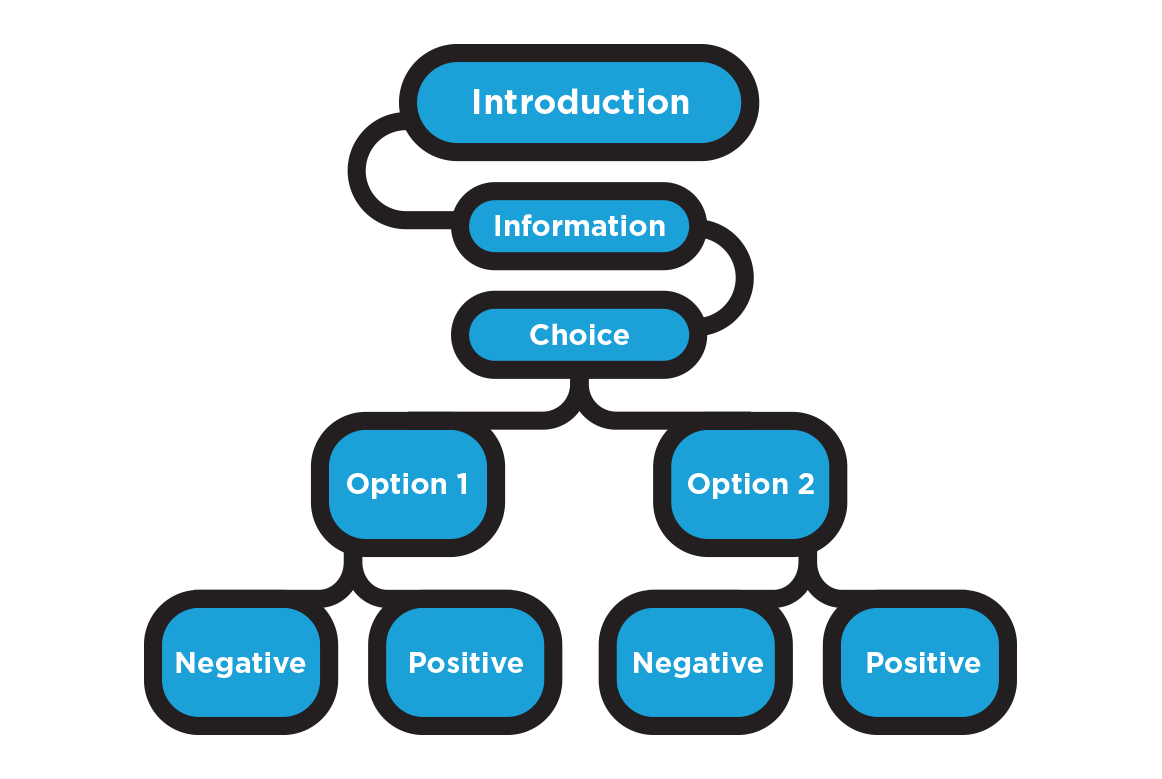 Introduction
Information
Choice
Option 1
Option 2
Negative
Positive
Negative
Positive